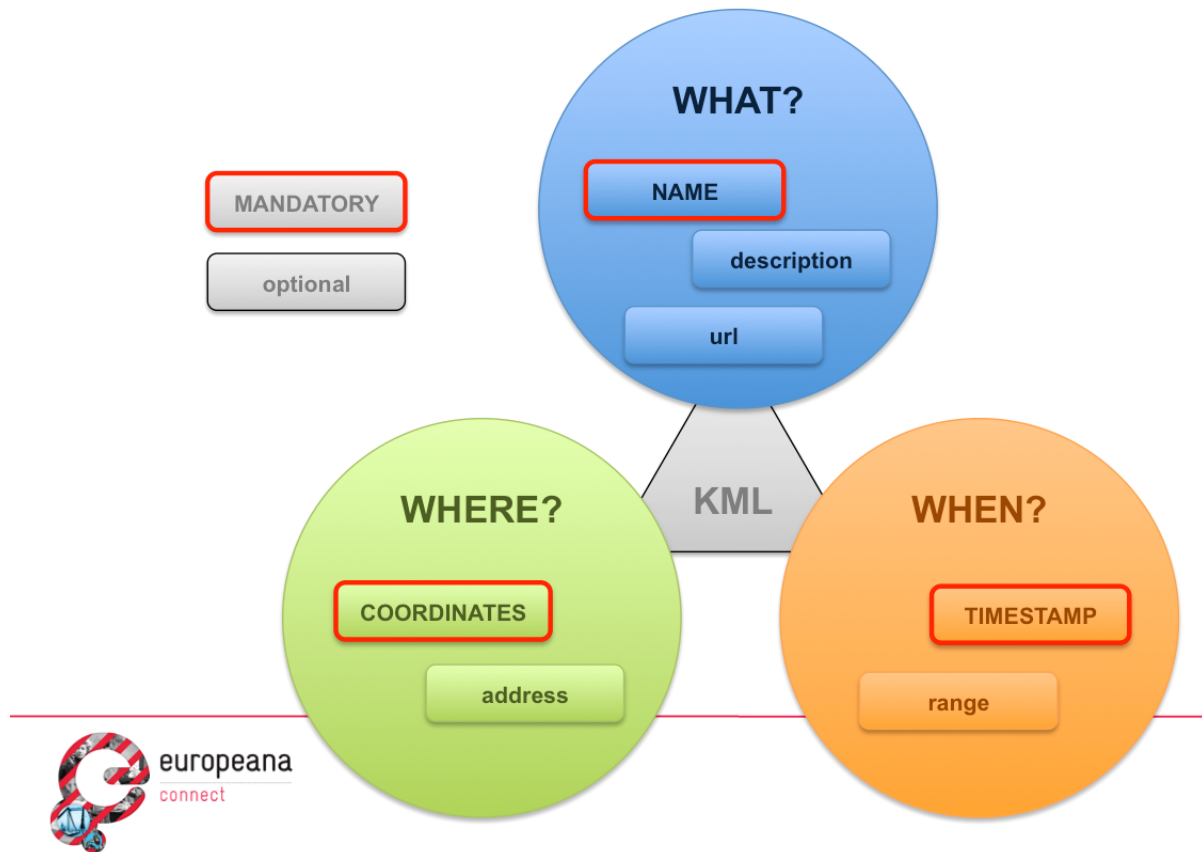 WHAT?
MANDATORY
NAME
description
optional
url
WHERE?
KML
WHEN?
COORDINATES
TIMESTAMP
address
range
europeana
connect